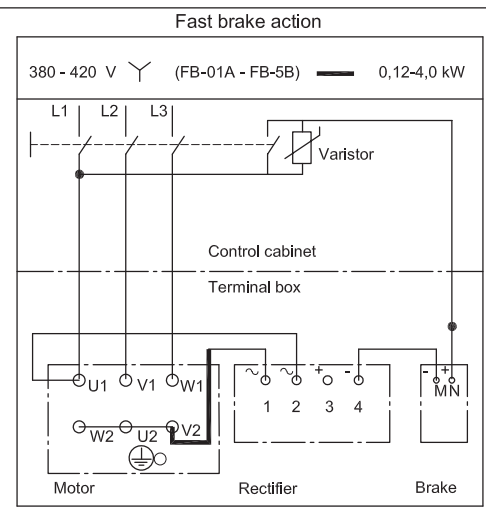 Fast brake action
380 - 420 V (FB-01A - FB-5B) 0,12-4,0 kW
L1 L2 L3
Varistor
Control cabinet
Terminal box
U1 V1 W1
~ ~ + - - +
1 2 3 4 MN
W2 U2 V2
Motor Rectifier Brake